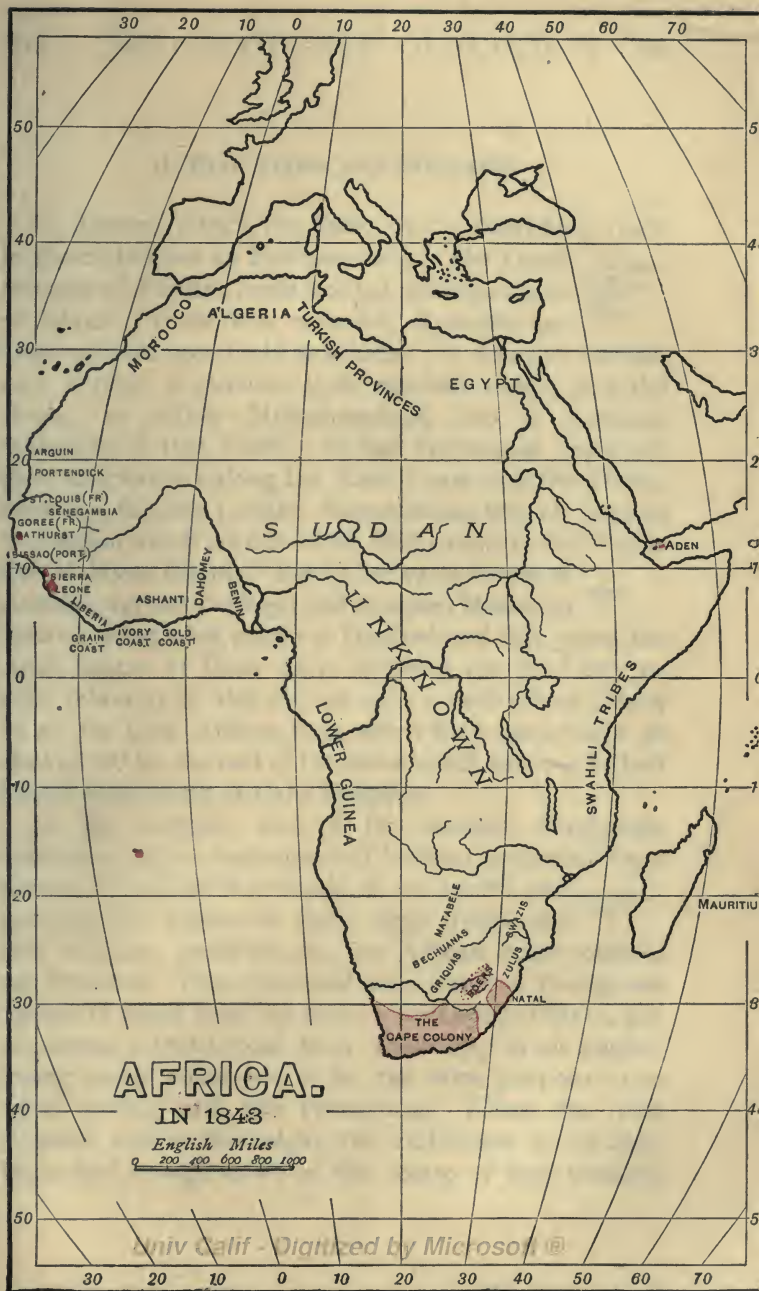 30 20 10 0 10 20 30 40 50 60 70
50
40
30
20
10
0
10
20
30
40
50
MOROCCO
ALGERIA
TURKISH PROVINCES
EGYPT
ARGUIN
PORTENDICK
ST. LOUIS (FR)
SENEGAMBIA
GOREE (FR.)
BATHURST
BISSAO (PORT.)
SIERRA
LEONE
LIBERIA
GRAIN
COAST
IVORY
COAST
GOLD
COAST
ASHANTI
DAHOMEY
BENIN
SUDAN
ADEN
UNKNOWN
LOWER GUINEA
SWAHILI TRIBES
MAURITIU
MATABELE
BECHUANAS
GRIQUAS
BOERS
SWAZIS
ZULUS
NATAL
THE
CAPE COLONY
AFRICA.
IN 1843
English Miles
0 200 400 600 800 1000
Univ Calif - Digitized by Microsoft ®
30 20 10 0 10 20 30 40 50 60 70